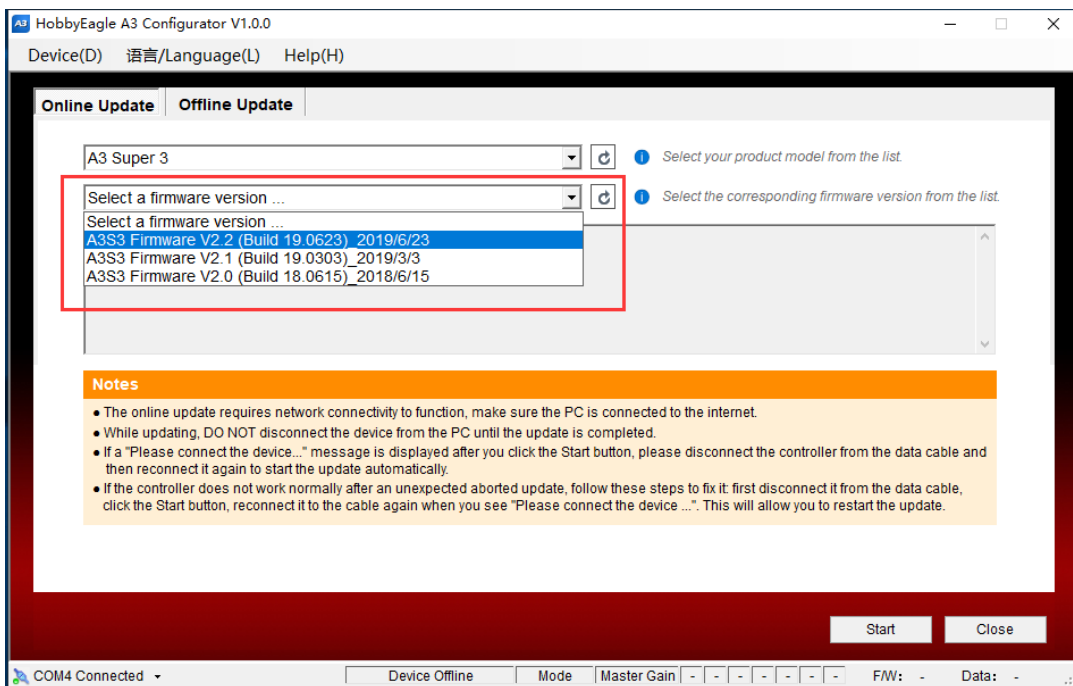 HobbyEagle A3 Configurator V1.0.0
Device(D) 语言/Language(L) Help(H)
Online Update Offline Update
A3 Super 3
Select your product model from the list.
Select a firmware version ...
Select the corresponding firmware version from the list.
Select a firmware version ...
A3S3 Firmware V2.2 (Build 19.0623)_2019/6/23
A3S3 Firmware V2.1 (Build 19.0303)_2019/3/3
A3S3 Firmware V2.0 (Build 18.0615)_2018/6/15
Notes
● The online update requires network connectivity to function, make sure the PC is connected to the internet.
● While updating, DO NOT disconnect the device from the PC until the update is completed.
● If a "Please connect the device..." message is displayed after you click the Start button, please disconnect the controller from the data cable and
then reconnect it again to start the update automatically.
● If the controller does not work normally after an unexpected aborted update, follow these steps to fix it: first disconnect it from the data cable,
click the Start button, reconnect it to the cable again when you see "Please connect the device ...". This will allow you to restart the update.
Start Close
COM4 Connected Device Offline Mode Master Gain - - - - - - - F/W: - Data: -